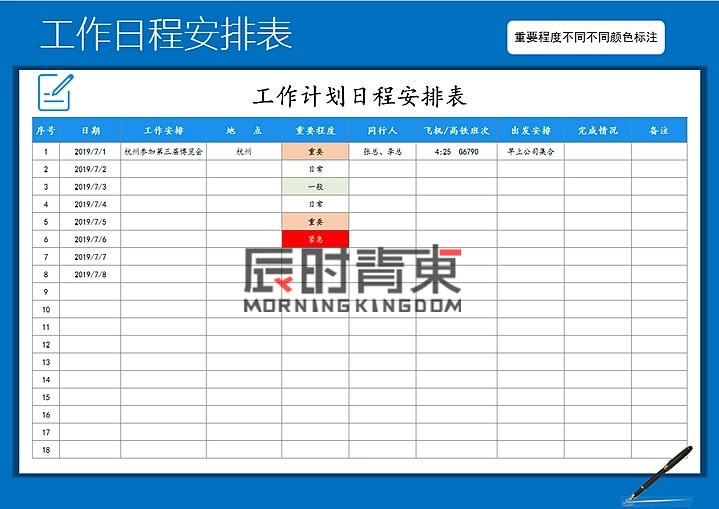 工作日程安排表
重要程度不同不同颜色标注
工作计划日程安排表
序号 日期 工作安排 地 点 重要程度 同行人 飞机/高铁班次 出发安排 完成情况 备注
1 2019/7/1 杭州参加第三届博览会 杭州 重要 张总、李总 4:25 G6790 早上公司集合
2 2019/7/2 日常
3 2019/7/3 一般
4 2019/7/4 日常
5 2019/7/5 重要
6 2019/7/6 紧急
7 2019/7/7
8 2019/7/8
9
10
11
12
13
14
15
16
17
18
辰时青東
MORNINGKINGDOM